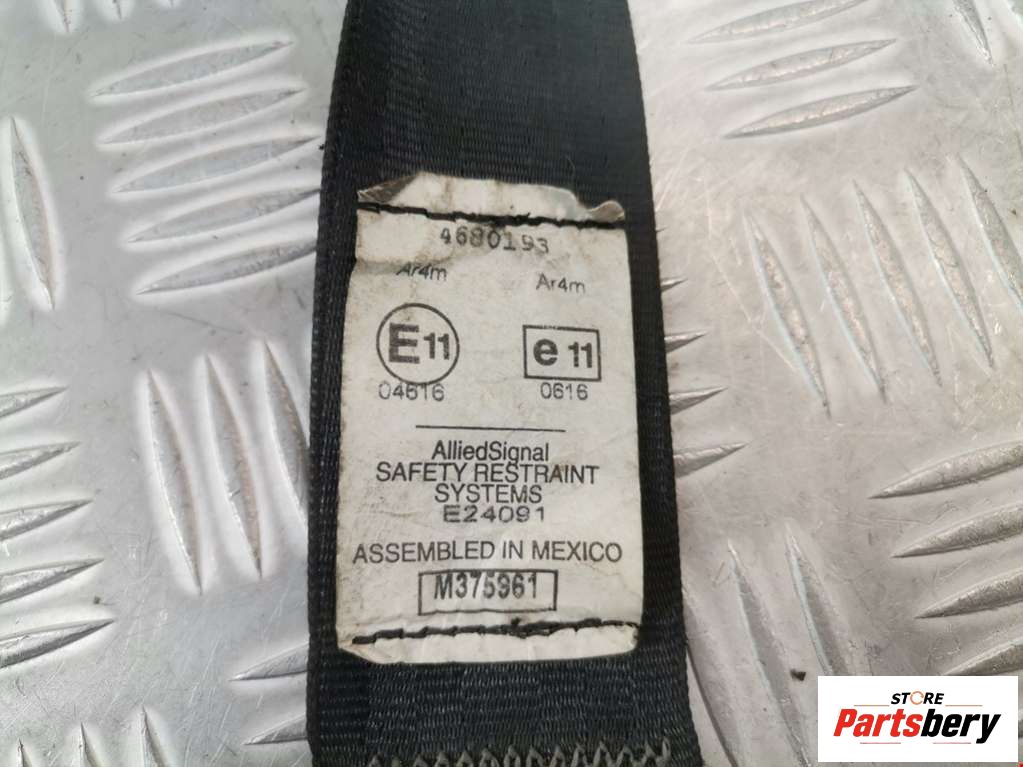 4680193
Ar4m Ar4m
E11 e11
04616 0616
AlliedSignal
SAFETY RESTRAINT
SYSTEMS
E24091
ASSEMBLED IN MEXICO
M375961
STORE
Partsbery